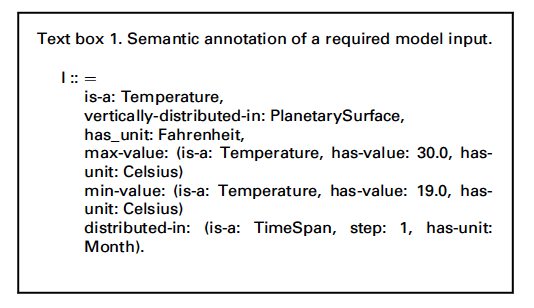 Text box 1. Semantic annotation of a required model input.
I :: =
is-a: Temperature,
vertically-distributed-in: PlanetarySurface,
has_unit: Fahrenheit,
max-value: (is-a: Temperature, has-value: 30.0, has-
unit: Celsius)
min-value: (is-a: Temperature, has-value: 19.0, has-
unit: Celsius)
distributed-in: (is-a: TimeSpan, step: 1, has-unit:
Month).